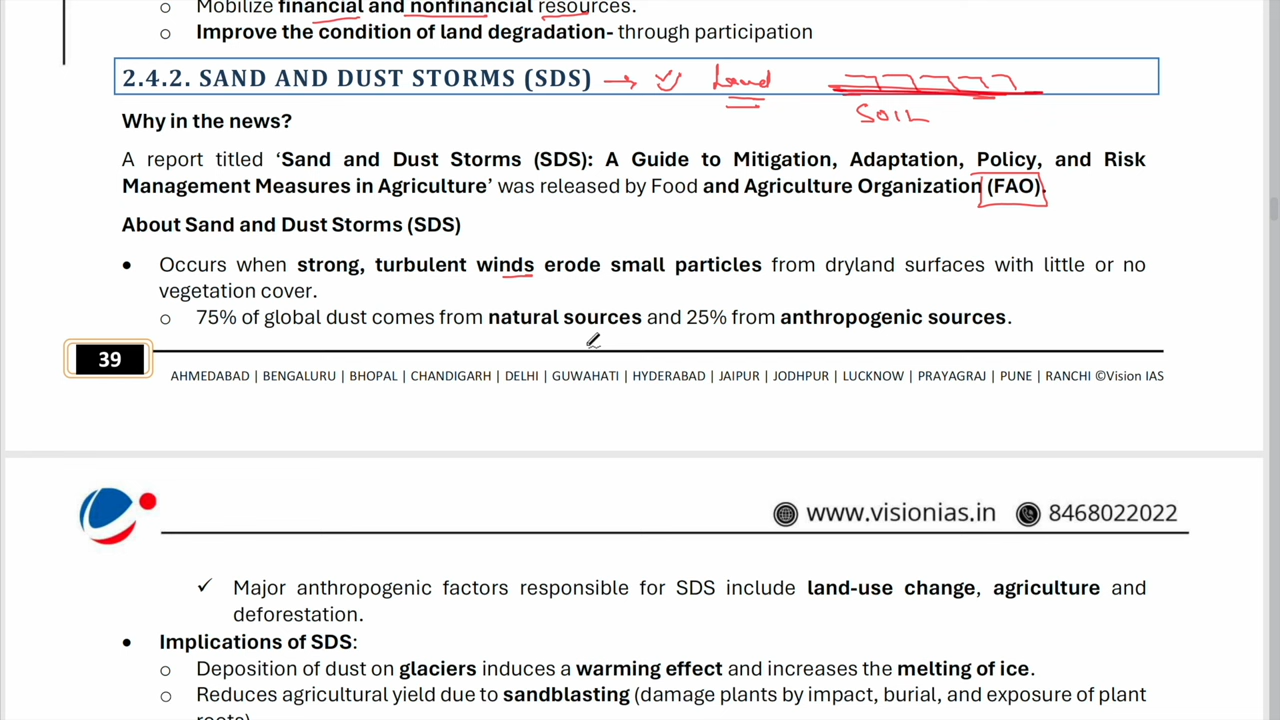 ○ Mobilize financial and nonfinancial resources.
○ Improve the condition of land degradation- through participation
2.4.2. SAND AND DUST STORMS (SDS) → Land
SOIL
Why in the news?
A report titled ‘Sand and Dust Storms (SDS): A Guide to Mitigation, Adaptation, Policy, and Risk
Management Measures in Agriculture’ was released by Food and Agriculture Organization (FAO).
About Sand and Dust Storms (SDS)
• Occurs when strong, turbulent winds erode small particles from dryland surfaces with little or no
vegetation cover.
○ 75% of global dust comes from natural sources and 25% from anthropogenic sources.
39
AHMEDABAD | BENGALURU | BHOPAL | CHANDIGARH | DELHI | GUWAHATI | HYDERABAD | JAIPUR | JODHPUR | LUCKNOW | PRAYAGRAJ | PUNE | RANCHI ©Vision IAS
www.visionias.in 8468022022
✓ Major anthropogenic factors responsible for SDS include land-use change, agriculture and
deforestation.
• Implications of SDS:
○ Deposition of dust on glaciers induces a warming effect and increases the melting of ice.
○ Reduces agricultural yield due to sandblasting (damage plants by impact, burial, and exposure of plant
roots)